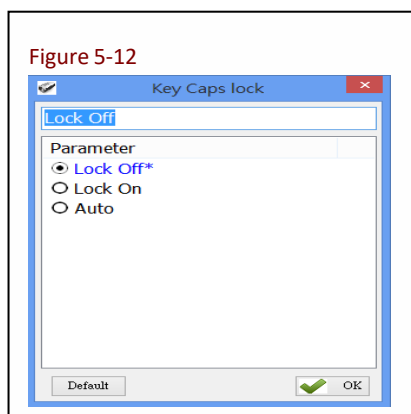 Figure 5-12
Key Caps lock
Lock Off
Parameter
Lock Off*
Lock On
Auto
Default
OK